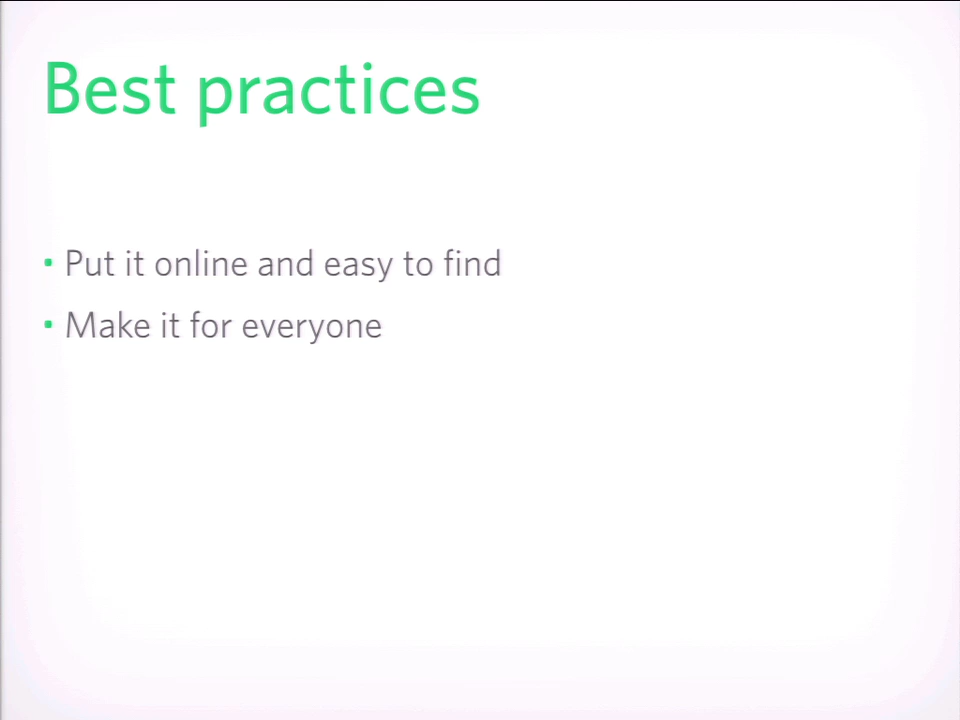 Best practices
• Put it online and easy to find
• Make it for everyone